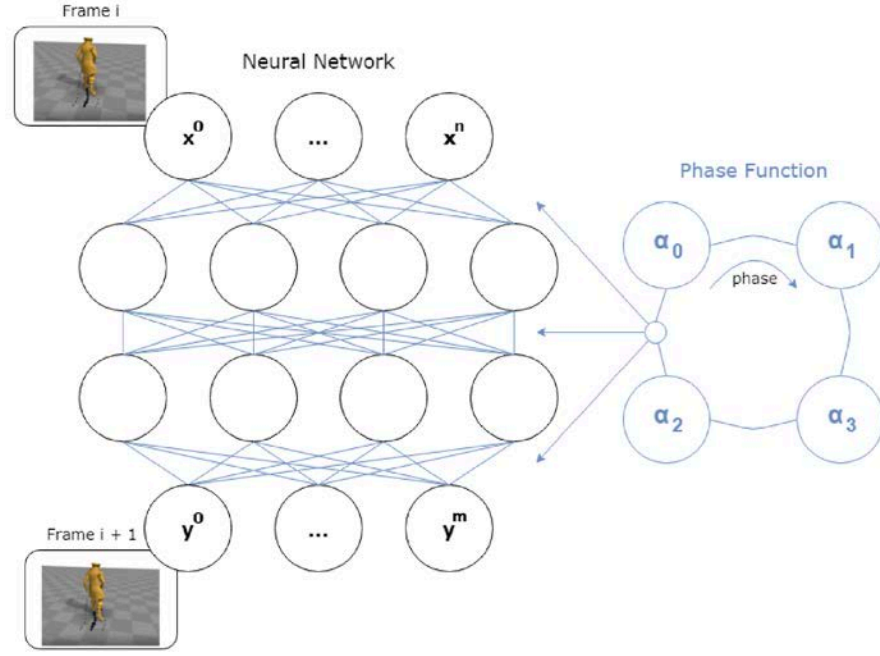 Frame i
Neural Network
x⁰ ... xⁿ
Phase Function
α₀ α₁
phase
α₂ α₃
y⁰ ... yᵐ
Frame i + 1